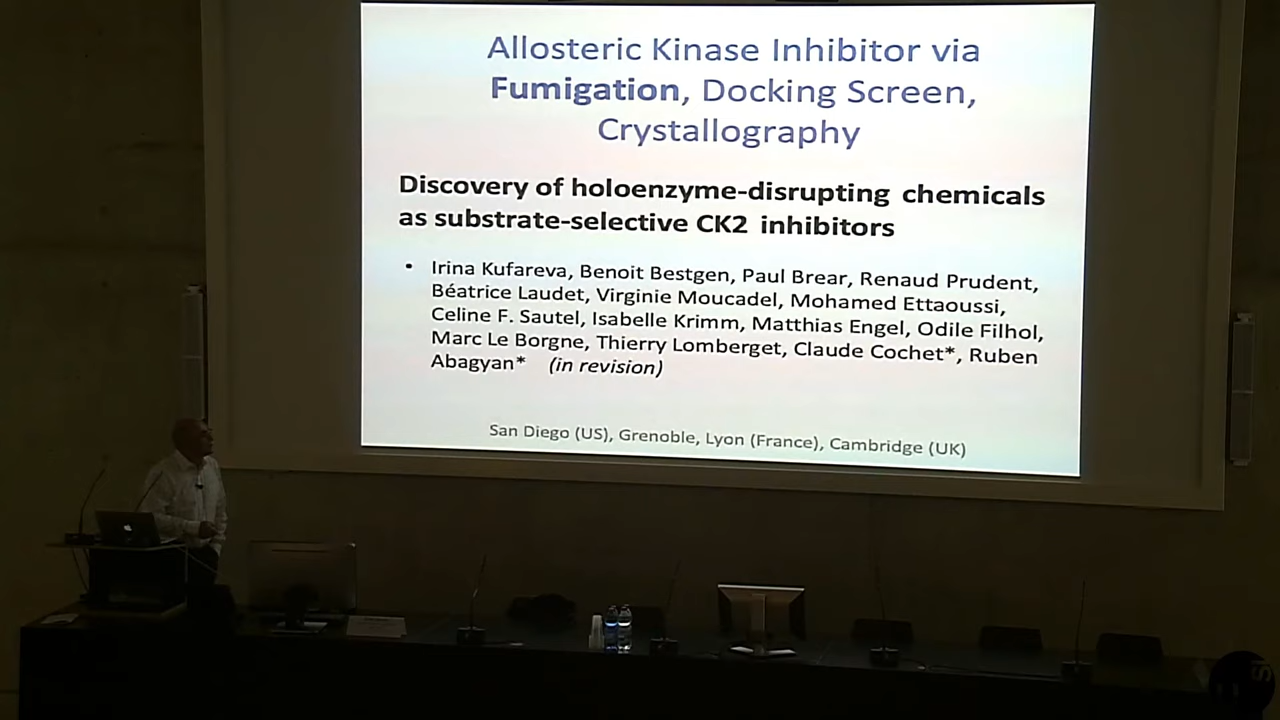 Allosteric Kinase Inhibitor via
Fumigation, Docking Screen,
Crystallography
Discovery of holoenzyme-disrupting chemicals
as substrate-selective CK2 inhibitors
• Irina Kufareva, Benoit Bestgen, Paul Brear, Renaud Prudent,
Béatrice Laudet, Virginie Moucadel, Mohamed Ettaoussi,
Celine F. Sautel, Isabelle Krimm, Matthias Engel, Odile Filhol,
Marc Le Borgne, Thierry Lomberget, Claude Cochet*, Ruben
Abagyan* (in revision)
San Diego (US), Grenoble, Lyon (France), Cambridge (UK)